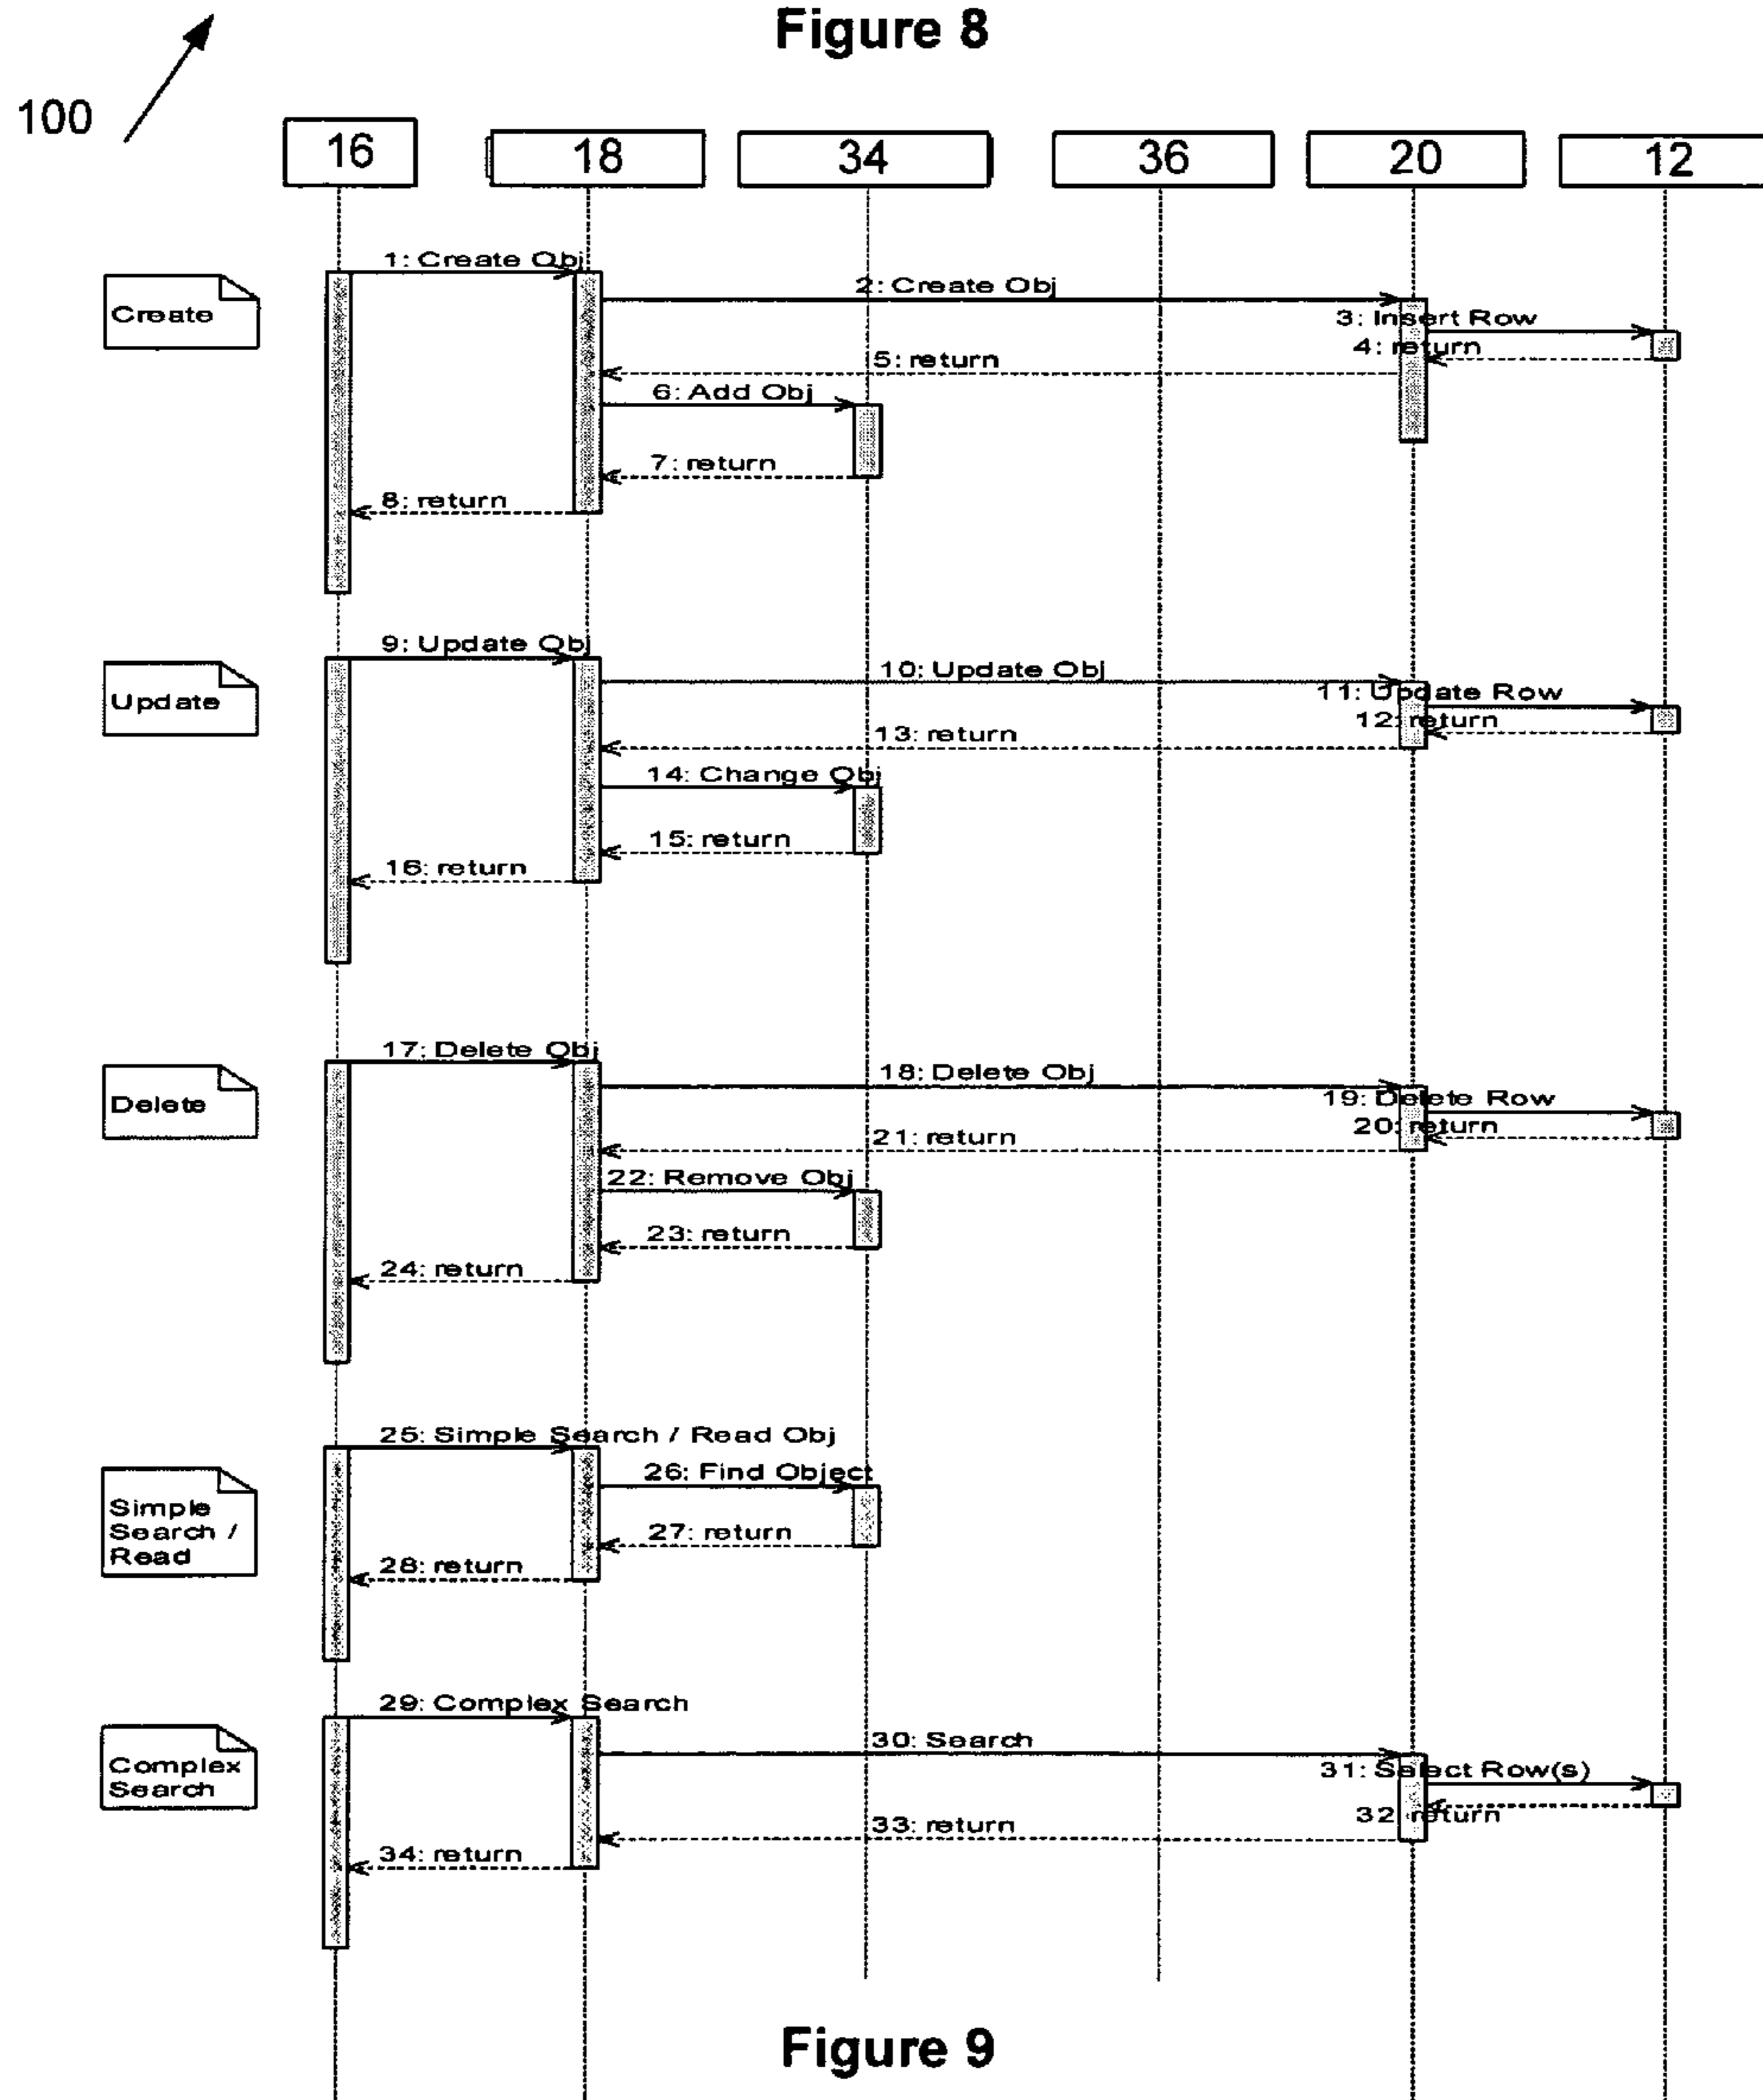 Figure 8
100
16 18 34 36 20 12
Create
1: Create Obj
2: Create Obj
3: Insert Row
4: return
5: return
6: Add Obj
7: return
8: return
Update
9: Update Obj
10: Update Obj
11: Update Row
12: return
13: return
14: Change Obj
15: return
16: return
Delete
17: Delete Obj
18: Delete Obj
19: Delete Row
20: return
21: return
22: Remove Obj
23: return
24: return
Simple
Search /
Read
25: Simple Search / Read Obj
26: Find Object
27: return
28: return
Complex
Search
29: Complex Search
30: Search
31: Select Row(s)
32: return
33: return
34: return
Figure 9